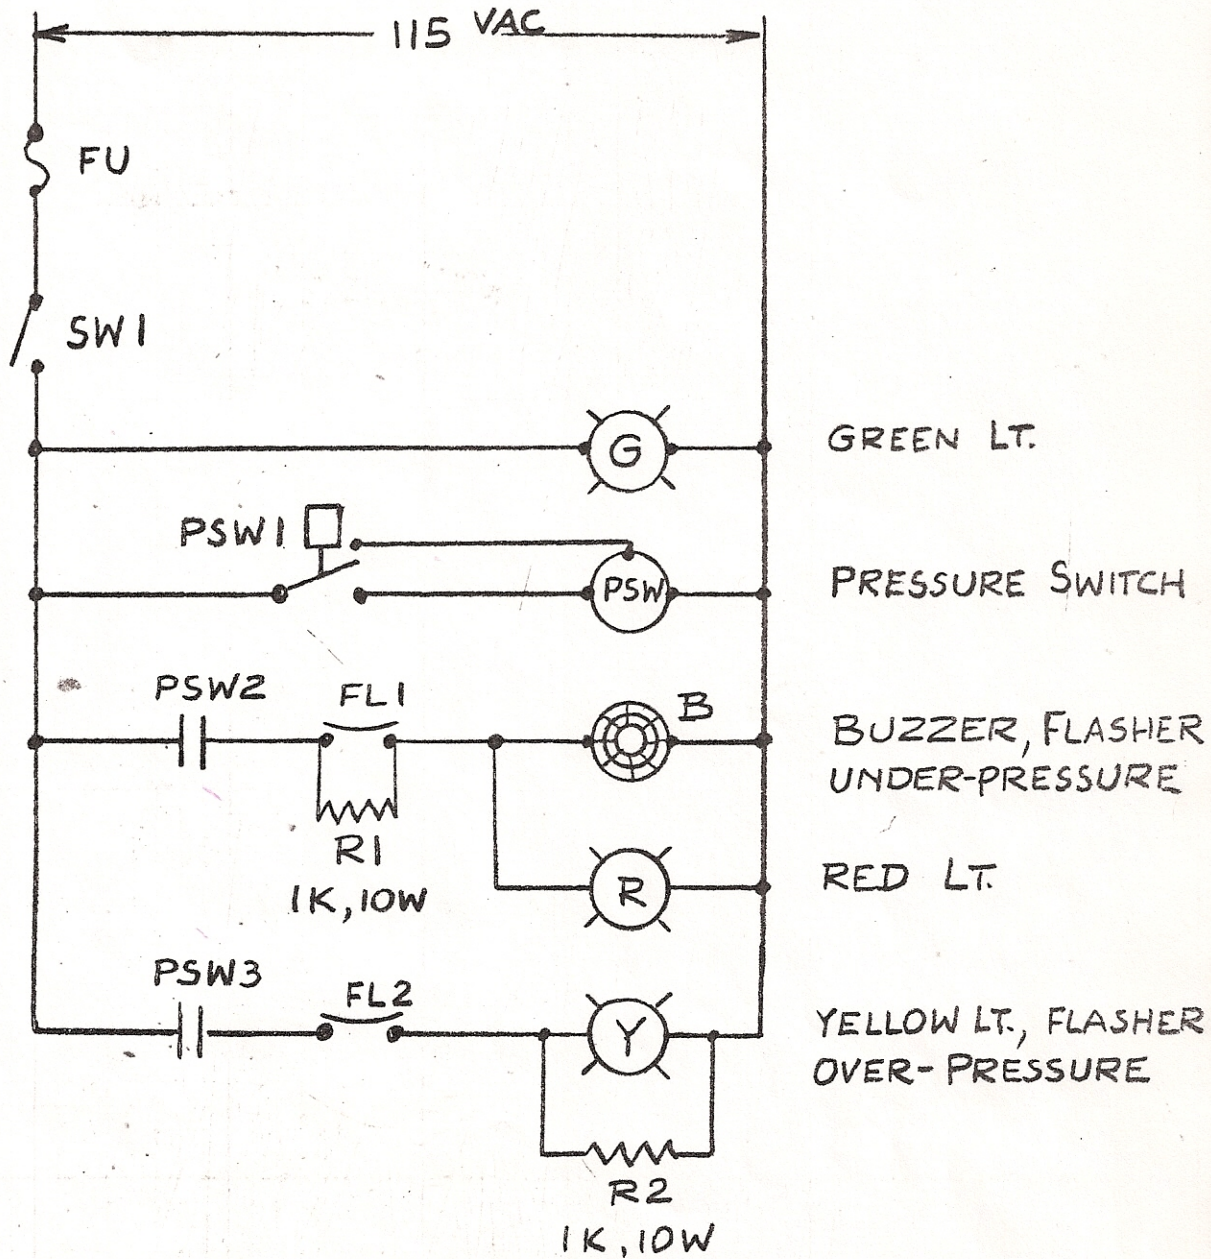 115 VAC
FU
SW1
G
GREEN LT.
PSW1
PSW
PRESSURE SWITCH
PSW2
FL1
B
BUZZER, FLASHER
UNDER-PRESSURE
R1
1K, 10W
R
RED LT.
PSW3
FL2
Y
YELLOW LT., FLASHER
OVER-PRESSURE
R2
1K, 10W